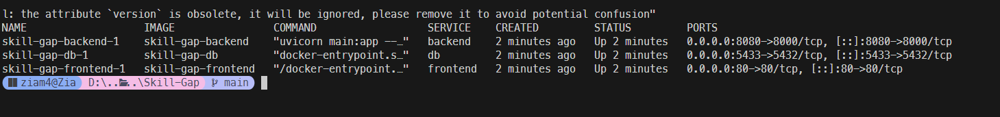 l: the attribute `version` is obsolete, it will be ignored, please remove it to avoid potential confusion"
NAME IMAGE COMMAND SERVICE CREATED STATUS PORTS
skill-gap-backend-1 skill-gap-backend "uvicorn main:app --…" backend 2 minutes ago Up 2 minutes 0.0.0.0:8080->8000/tcp, [::]:8080->8000/tcp
skill-gap-db-1 skill-gap-db "docker-entrypoint.s…" db 2 minutes ago Up 2 minutes 0.0.0.0:5433->5432/tcp, [::]:5433->5432/tcp
skill-gap-frontend-1 skill-gap-frontend "/docker-entrypoint.…" frontend 2 minutes ago Up 2 minutes 0.0.0.0:80->80/tcp, [::]:80->80/tcp
ziam4@Zia D:\..\..\Skill-Gap main